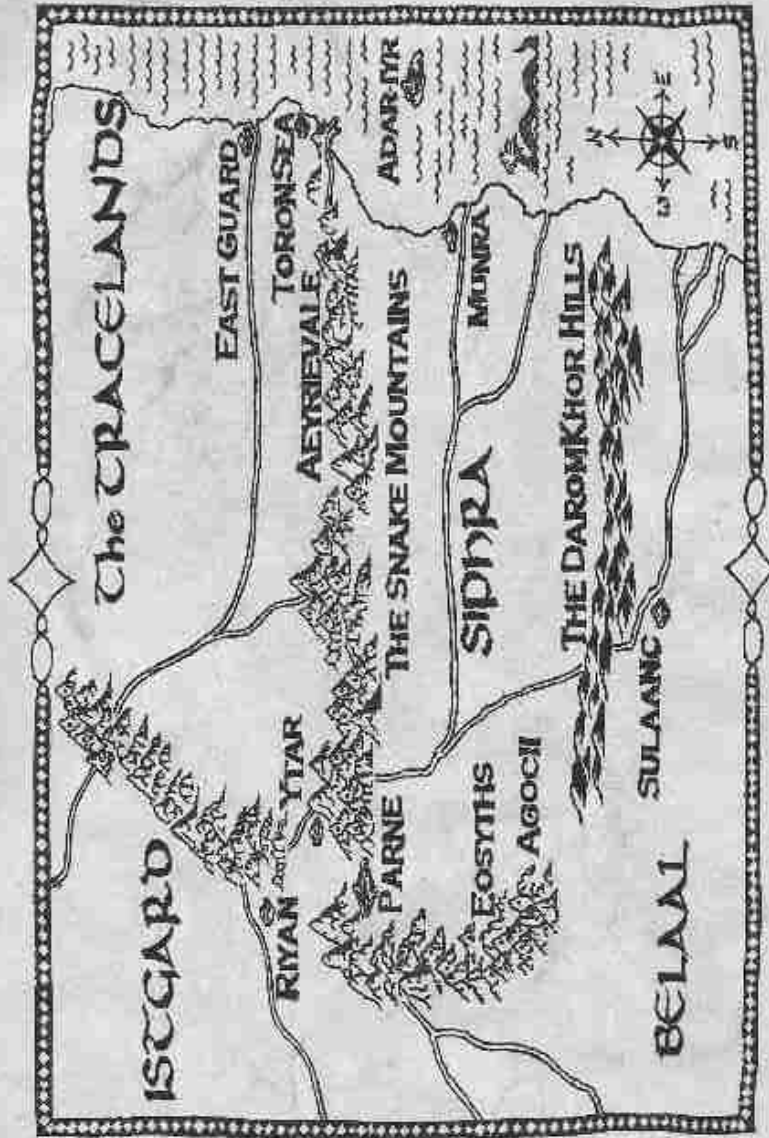 The TRACELANDS
ISTGARD
EAST GUARD
TORONSEA
AEYRIEVALE
RIYAN
YTAR
ADAR-IYR
PARNE
THE SNAKE MOUNTAINS
MUNRA
SIPHRA
EOSYTHS
AGOCII
THE DAROMKHOR HILLS
SULAANC
BELAAL
N
W
E
S